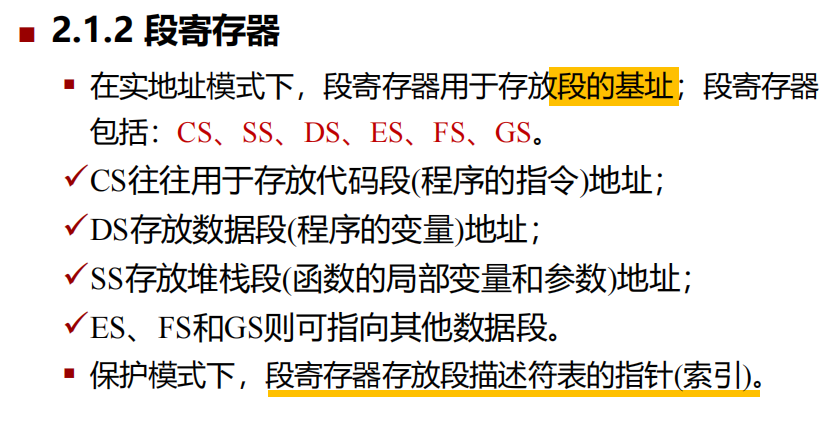 2.1.2 段寄存器
在实地址模式下，段寄存器用于存放段的基址；段寄存器
包括：CS、SS、DS、ES、FS、GS。
CS往往用于存放代码段(程序的指令)地址；
DS存放数据段(程序的变量)地址；
SS存放堆栈段(函数的局部变量和参数)地址；
ES、FS和GS则可指向其他数据段。
保护模式下，段寄存器存放段描述符表的指针(索引)。